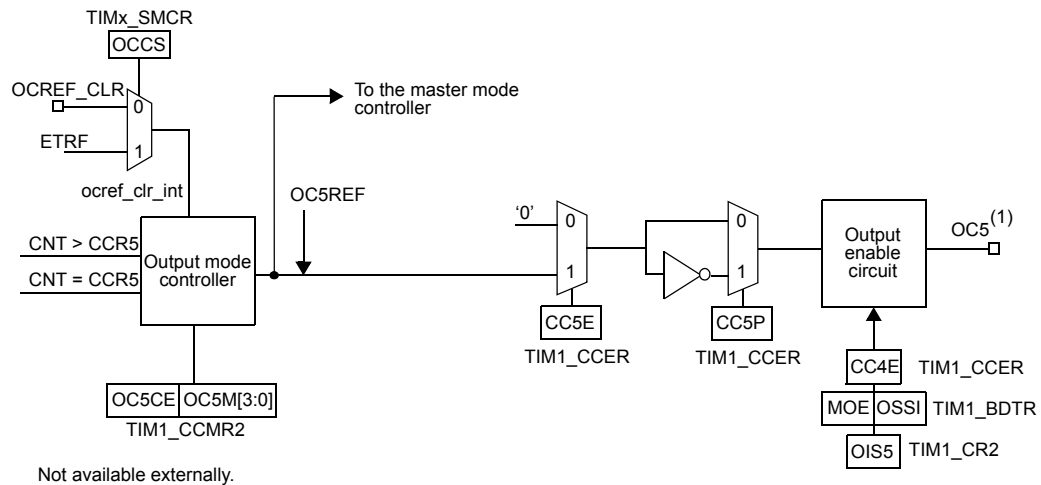 TIMx_SMCR
OCCS
OCREF_CLR
0
ETRF
1
ocref_clr_int
To the master mode
controller
OC5REF
CNT > CCR5
CNT = CCR5
Output mode
controller
OC5CE
OC5M[3:0]
TIM1_CCMR2
'0'
0
1
CC5E
TIM1_CCER
0
1
CC5P
TIM1_CCER
Output
enable
circuit
OC5(1)
CC4E
TIM1_CCER
MOE
OSSI
TIM1_BDTR
OIS5
TIM1_CR2
Not available externally.